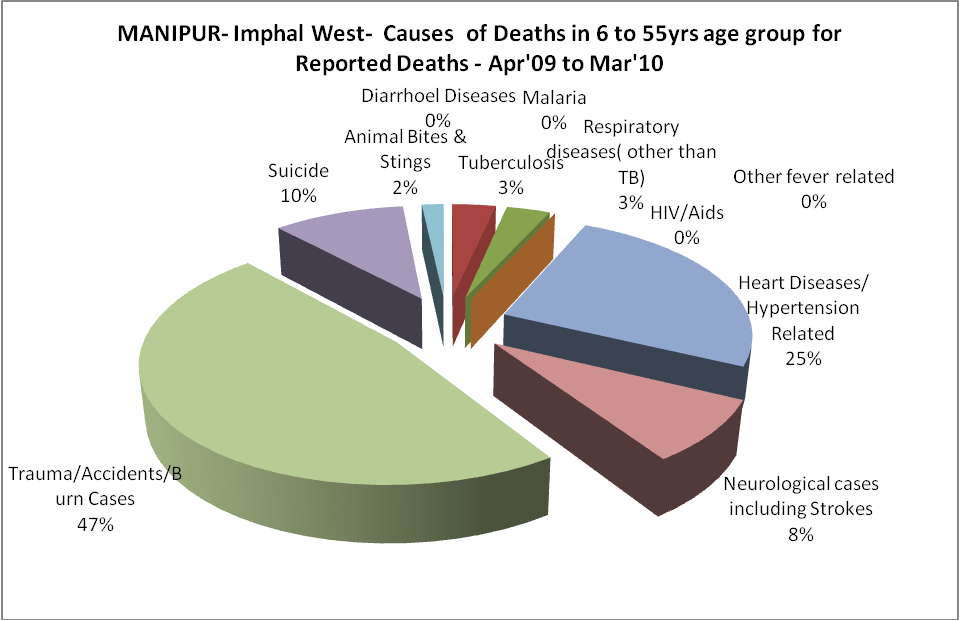 MANIPUR- Imphal West-  Causes  of Deaths in 6 to 55yrs age group for
Reported Deaths - Apr'09 to Mar'10
Diarrhoel Diseases
0%
Malaria
0%
Animal Bites &
Stings
2%
Tuberculosis
3%
Respiratory
diseases( other than
TB)
3%
Suicide
10%
Other fever related
0%
HIV/Aids
0%
Heart Diseases/
Hypertension
Related
25%
Trauma/Accidents/B
urn Cases
47%
Neurological cases
including Strokes
8%